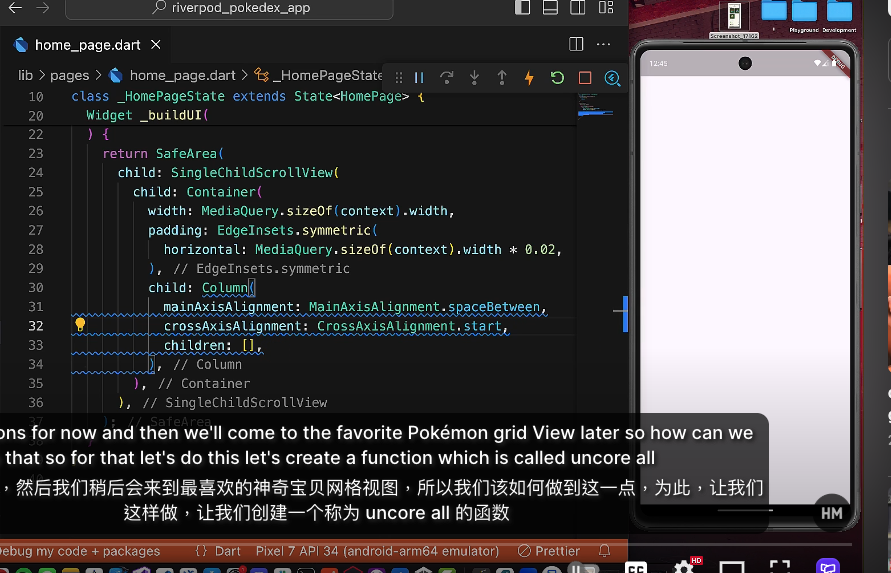 riverpod_pokedex_app
home_page.dart
lib > pages > home_page.dart > _HomePageState
10 class _HomePageState extends State<HomePage> {
20 Widget _buildUI(
22 ) {
23 return SafeArea(
24 child: SingleChildScrollView(
25 child: Container(
26 width: MediaQuery.sizeOf(context).width,
27 padding: EdgeInsets.symmetric(
28 horizontal: MediaQuery.sizeOf(context).width * 0.02,
29 ), // EdgeInsets.symmetric
30 child: Column(
31 mainAxisAlignment: MainAxisAlignment.spaceBetween,
32 crossAxisAlignment: CrossAxisAlignment.start,
33 children: [],
34 ), // Column
35 ), // Container
36 ), // SingleChildScrollView
37 ); // SafeArea
ons for now and then we'll come to the favorite Pokémon grid View later so how can we
that so for that let's do this let's create a function which is called uncore all
，然后我们稍后会来到最喜欢的神奇宝贝网格视图，所以我们该如何做到这一点，为此，让我们
这样做，让我们创建一个称为 uncore all 的函数
Debug my code + packages {} Dart Pixel 7 API 34 (android-arm64 emulator) Prettier
Playground Development
12:45
HM
CC
HD